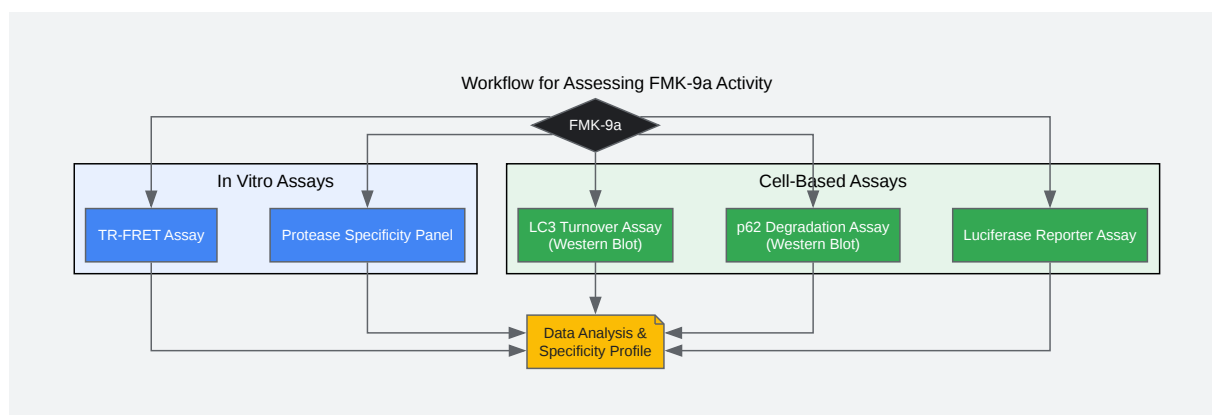 Workflow for Assessing FMK-9a Activity
FMK-9a
In Vitro Assays
Cell-Based Assays
TR-FRET Assay
Protease Specificity Panel
LC3 Turnover Assay
(Western Blot)
p62 Degradation Assay
(Western Blot)
Luciferase Reporter Assay
Data Analysis &
Specificity Profile